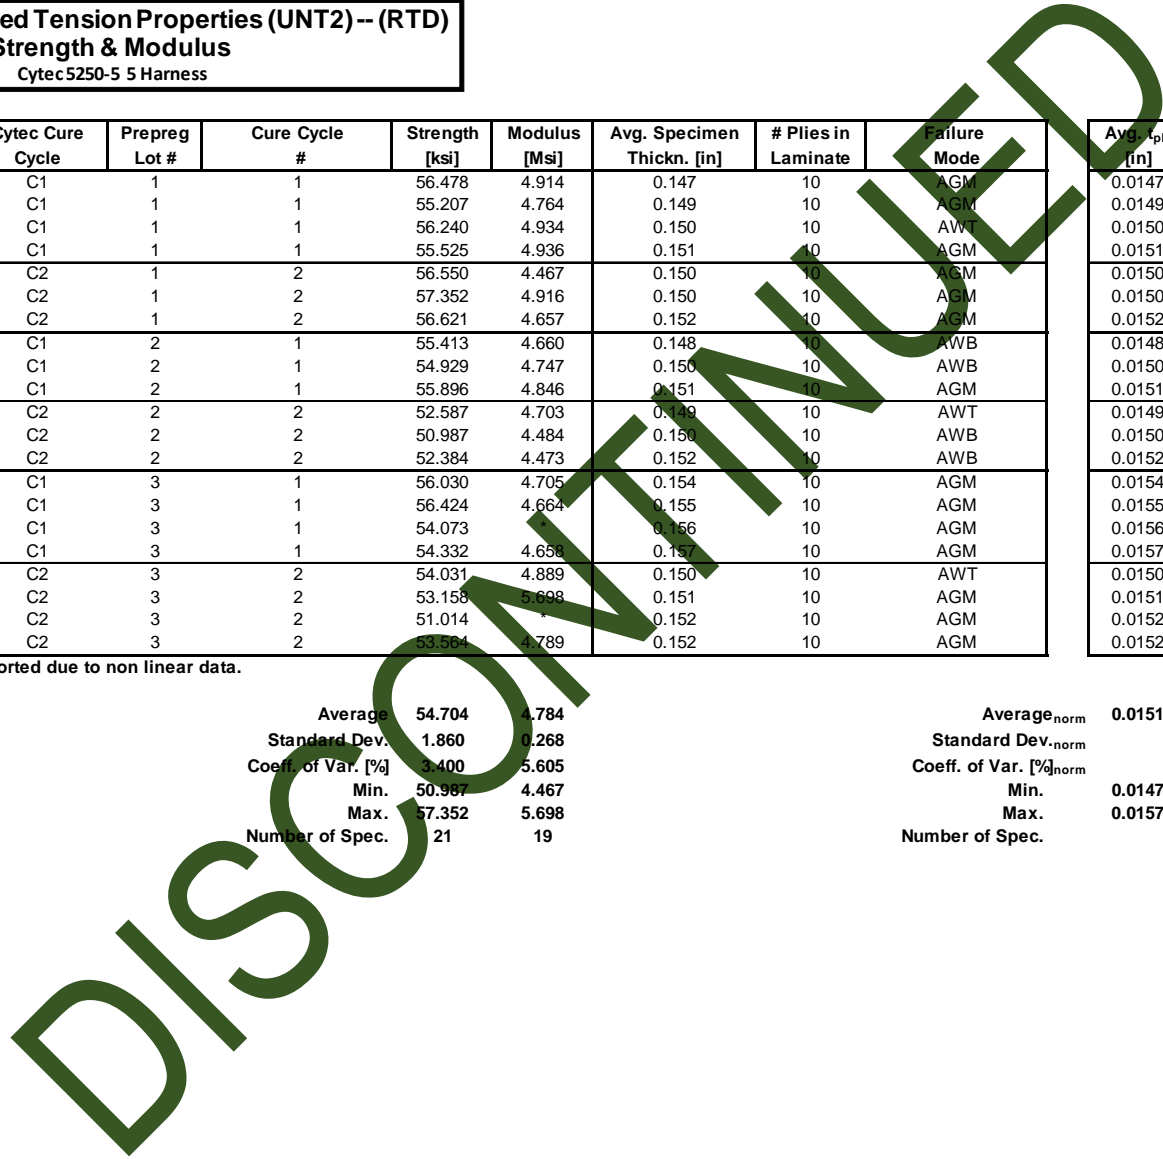 ed Tension Properties (UNT2) -- (RTD)
Strength & Modulus
Cytec 5250-5 5 Harness
Cytec Cure Prepreg Cure Cycle Strength Modulus Avg. Specimen # Plies in Failure Avg. tpl
Cycle Lot # # [ksi] [Msi] Thickn. [in] Laminate Mode [in]
C1 1 1 56.478 4.914 0.147 10 AGM 0.0147
C1 1 1 55.207 4.764 0.149 10 AGM 0.0149
C1 1 1 56.240 4.934 0.150 10 AWT 0.0150
C1 1 1 55.525 4.936 0.151 10 AGM 0.0151
C2 1 2 56.550 4.467 0.150 10 AGM 0.0150
C2 1 2 57.352 4.916 0.150 10 AGM 0.0150
C2 1 2 56.621 4.657 0.152 10 AGM 0.0152
C1 2 1 55.413 4.660 0.148 10 AWB 0.0148
C1 2 1 54.929 4.747 0.150 10 AWB 0.0150
C1 2 1 55.896 4.846 0.151 10 AGM 0.0151
C2 2 2 52.587 4.703 0.149 10 AWT 0.0149
C2 2 2 50.987 4.484 0.150 10 AWB 0.0150
C2 2 2 52.384 4.473 0.152 10 AWB 0.0152
C1 3 1 56.030 4.705 0.154 10 AGM 0.0154
C1 3 1 56.424 4.664 0.155 10 AGM 0.0155
C1 3 1 54.073 * 0.156 10 AGM 0.0156
C1 3 1 54.332 4.658 0.157 10 AGM 0.0157
C2 3 2 54.031 4.889 0.150 10 AWT 0.0150
C2 3 2 53.158 5.698 0.151 10 AGM 0.0151
C2 3 2 51.014 * 0.152 10 AGM 0.0152
C2 3 2 53.564 4.789 0.152 10 AGM 0.0152
orted due to non linear data.
Average 54.704 4.784 Average norm 0.0151
Standard Dev. 1.860 0.268 Standard Dev. norm
Coeff. of Var. [%] 3.400 5.605 Coeff. of Var. [%] norm
Min. 50.987 4.467 Min. 0.0147
Max. 57.352 5.698 Max. 0.0157
Number of Spec. 21 19 Number of Spec.
DISCONTINUED